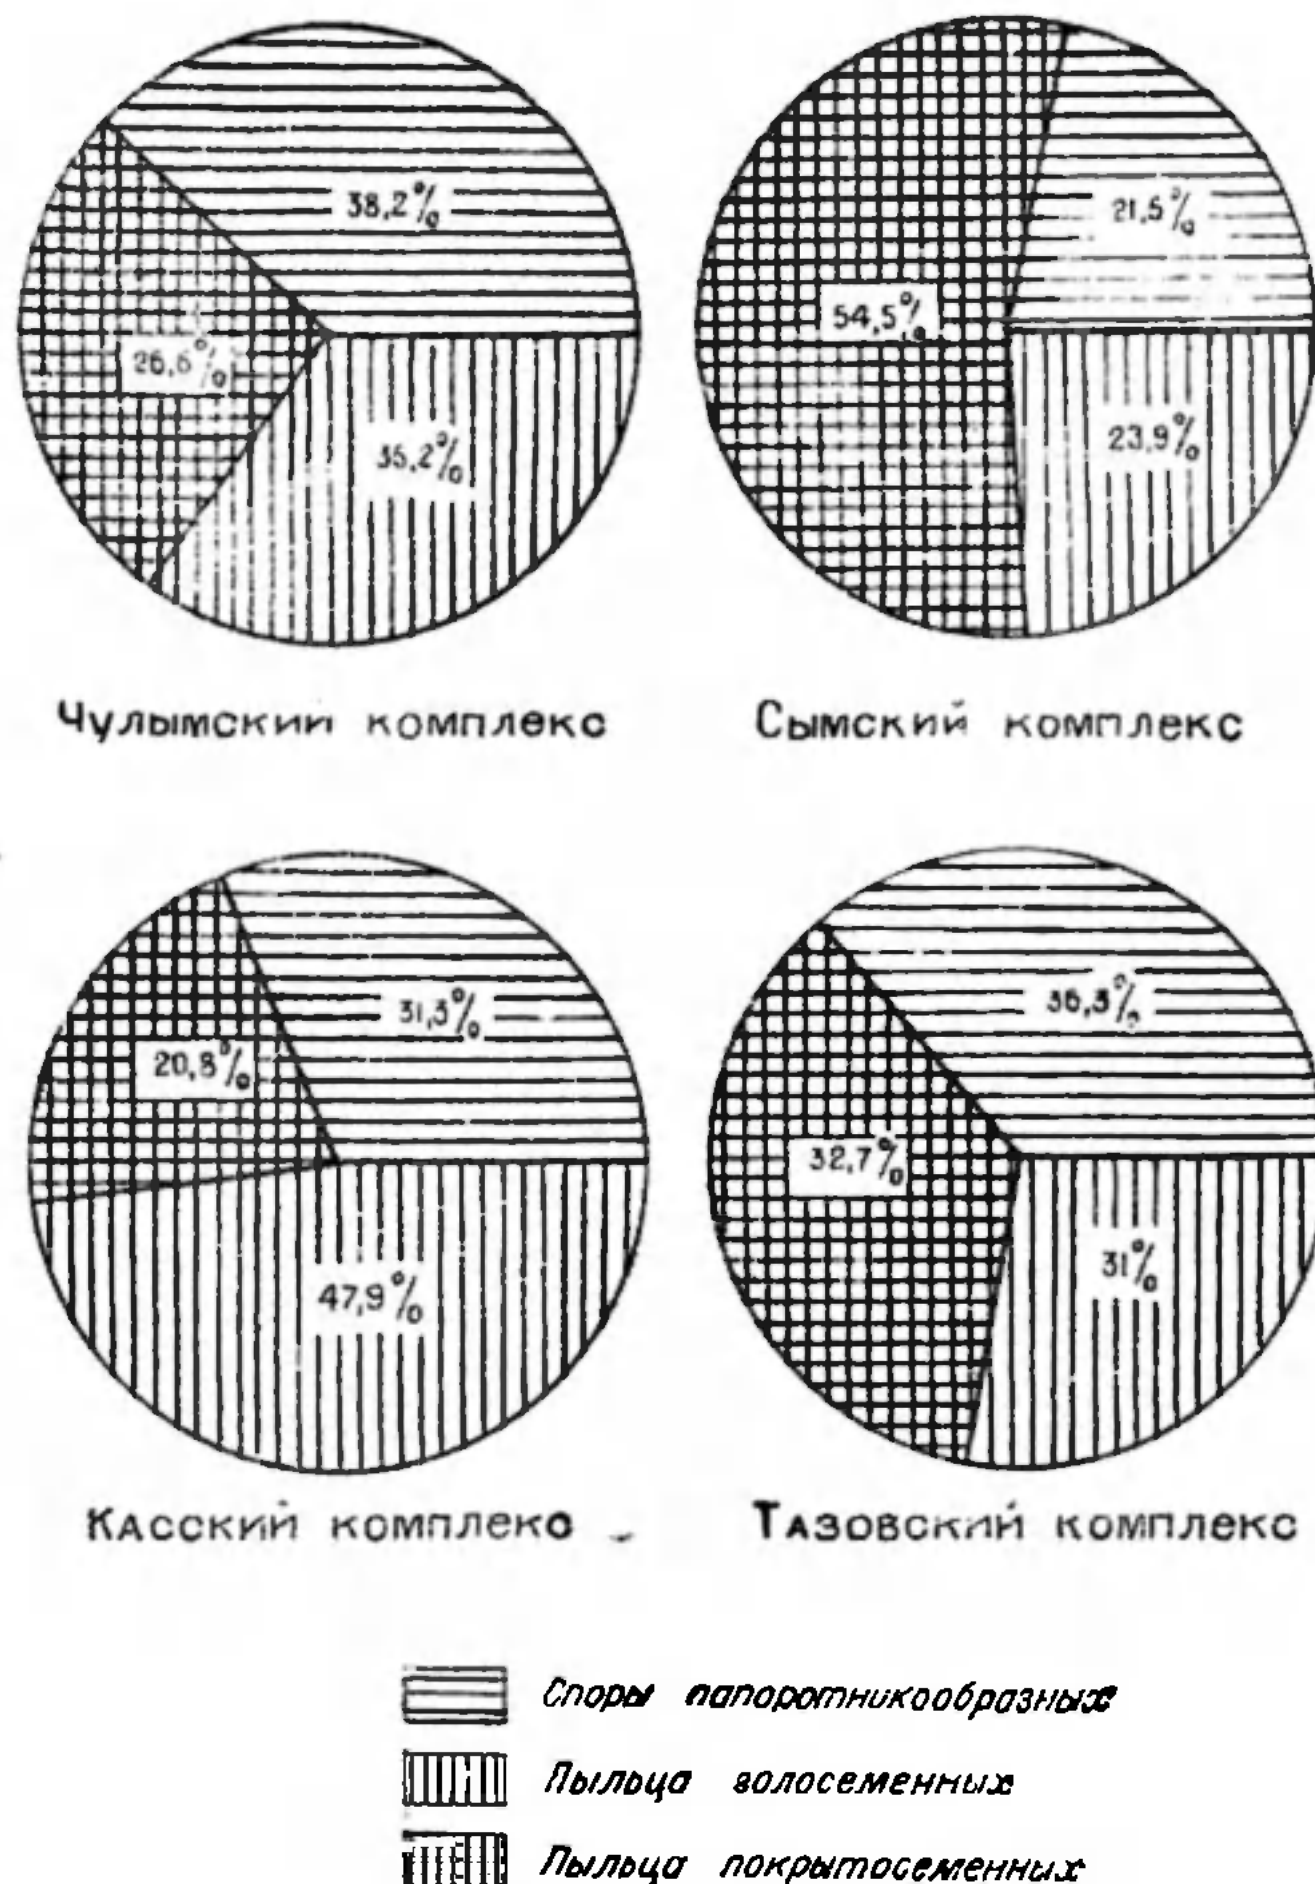 38,2%
26,6%
35,2%
Чулымский комплекс
21,5%
54,5%
23,9%
Сымский комплекс
31,3%
20,8%
47,9%
Касский комплекс
36,3%
32,7%
31%
Тазовский комплекс
Споры папоротникообразных
Пыльца голосеменных
Пыльца покрытосеменных